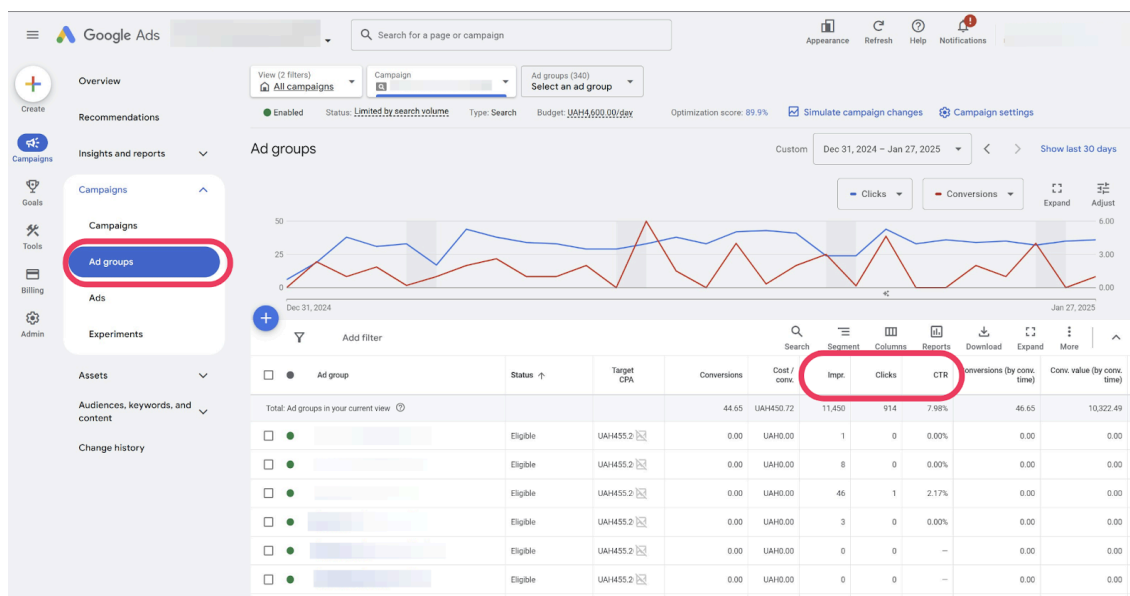 Google Ads
Search for a page or campaign
Appearance
Refresh
Help
Notifications
Create
Campaigns
Goals
Tools
Billing
Admin
Overview
Recommendations
Insights and reports
Campaigns
Campaigns
Ad groups
Ads
Experiments
Assets
Audiences, keywords, and
content
Change history
View (2 filters)
All campaigns
Campaign
Ad groups (340)
Select an ad group
Enabled Status: Limited by search volume Type: Search Budget: UAH4,600.00/day Optimization score: 89.9% Simulate campaign changes Campaign settings
Ad groups
Custom Dec 31, 2024 – Jan 27, 2025 Show last 30 days
Clicks Conversions Expand Adjust
50 6.00
25 3.00
0 0.00
Dec 31, 2024 Jan 27, 2025
Add filter
Search Segment Columns Reports Download Expand More
Ad group Status Target CPA Conversions Cost / conv. Impr. Clicks CTR onversions (by conv. time) Conv. value (by conv. time)
Total: Ad groups in your current view 44.65 UAH450.72 11,450 914 7.98% 46.65 10,322.49
Eligible UAH455.2 0.00 UAH0.00 1 0 0.00% 0.00 0.00
Eligible UAH455.2 0.00 UAH0.00 8 0 0.00% 0.00 0.00
Eligible UAH455.2 0.00 UAH0.00 46 1 2.17% 0.00 0.00
Eligible UAH455.2 0.00 UAH0.00 3 0 0.00% 0.00 0.00
Eligible UAH455.2 0.00 UAH0.00 0 0 – 0.00 0.00
Eligible UAH455.2 0.00 UAH0.00 0 0 – 0.00 0.00